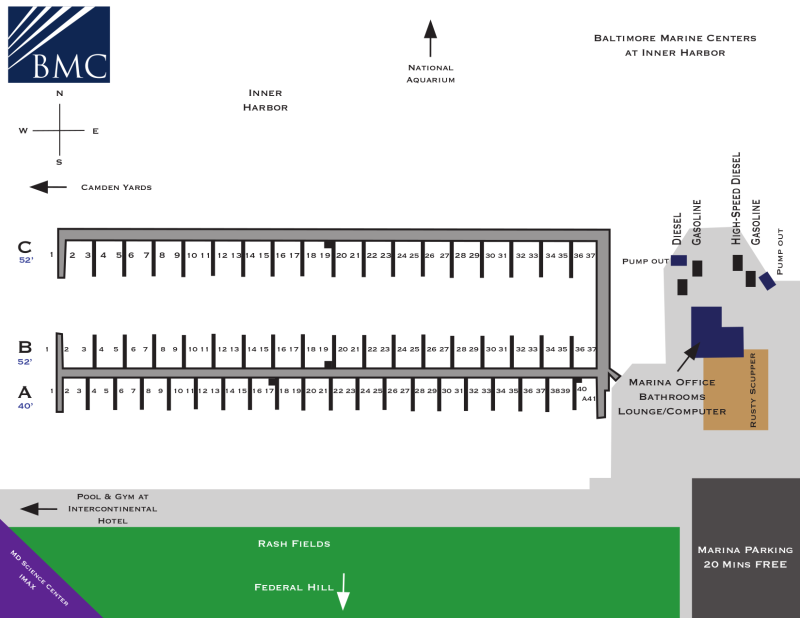 BMC
NATIONAL
AQUARIUM
BALTIMORE MARINE CENTERS
AT INNER HARBOR
INNER
HARBOR
N
W E
S
CAMDEN YARDS
DIESEL
GASOLINE
HIGH-SPEED DIESEL
GASOLINE
PUMP OUT
PUMP OUT
C
52'
1 2 3 4 5 6 7 8 9 10 11 12 13 14 15 16 17 18 19 20 21 22 23 24 25 26 27 28 29 30 31 32 33 34 35 36 37
B
52'
1 2 3 4 5 6 7 8 9 10 11 12 13 14 15 16 17 18 19 20 21 22 23 24 25 26 27 28 29 30 31 32 33 34 35 36 37
A
40'
1 2 3 4 5 6 7 8 9 10 11 12 13 14 15 16 17 18 19 20 21 22 23 24 25 26 27 28 29 30 31 32 33 34 35 36 37 38 39 40
A41
MARINA OFFICE
BATHROOMS
LOUNGE/COMPUTER
RUSTY SCUPPER
POOL & GYM AT
INTERCONTINENTAL
HOTEL
RASH FIELDS
FEDERAL HILL
MD SCIENCE CENTER
IMAX
MARINA PARKING
20 MINS FREE